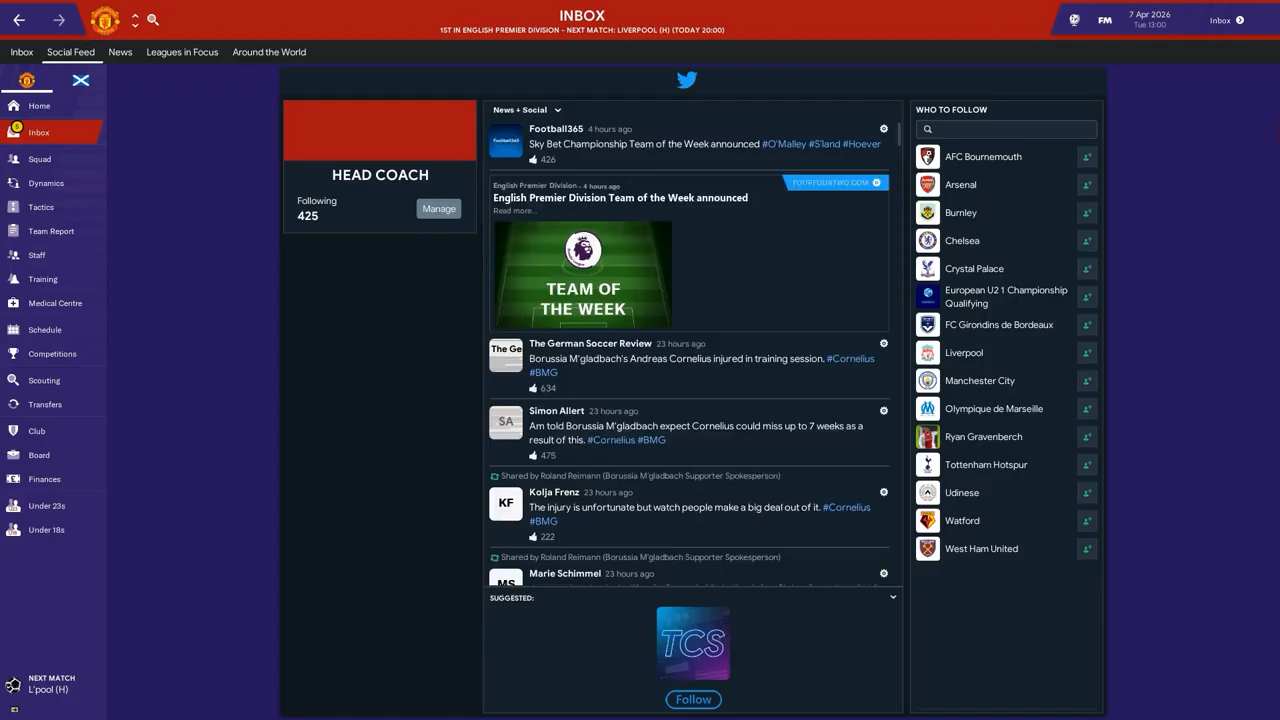 INBOX
1ST IN ENGLISH PREMIER DIVISION - NEXT MATCH: LIVERPOOL (H) (TODAY 20:00)
FM
7 Apr 2026
Tue 13:00
Inbox
Inbox
Social Feed
News
Leagues in Focus
Around the World
Home
5
Inbox
Squad
Dynamics
Tactics
Team Report
Staff
Training
Medical Centre
Schedule
Competitions
Scouting
Transfers
Club
Board
Finances
Under 23s
Under 18s
NEXT MATCH
L'pool (H)
HEAD COACH
Following
425
Manage
News + Social
Football365
Football365 4 hours ago
Sky Bet Championship Team of the Week announced #O'Malley #S'land #Hoever
426
English Premier Division - 4 hours ago
FOURFOURTWO.COM
English Premier Division Team of the Week announced
Read more...
TEAM OF
THE WEEK
The Ge
The German Soccer Review 23 hours ago
Borussia M'gladbach's Andreas Cornelius injured in training session. #Cornelius
#BMG
634
SA
Simon Allert 23 hours ago
Am told Borussia M'gladbach expect Cornelius could miss up to 7 weeks as a
result of this. #Cornelius #BMG
475
Shared by Roland Reimann (Borussia M'gladbach Supporter Spokesperson)
KF
Kolja Frenz 23 hours ago
The injury is unfortunate but watch people make a big deal out of it. #Cornelius
#BMG
222
Shared by Roland Reimann (Borussia M'gladbach Supporter Spokesperson)
MS
Marie Schimmel 23 hours ago
SUGGESTED:
TCS
Follow
WHO TO FOLLOW
AFC Bournemouth
Arsenal
Burnley
Chelsea
Crystal Palace
European U21 Championship
Qualifying
FC Girondins de Bordeaux
Liverpool
Manchester City
Olympique de Marseille
Ryan Gravenberch
Tottenham Hotspur
Udinese
Watford
West Ham United